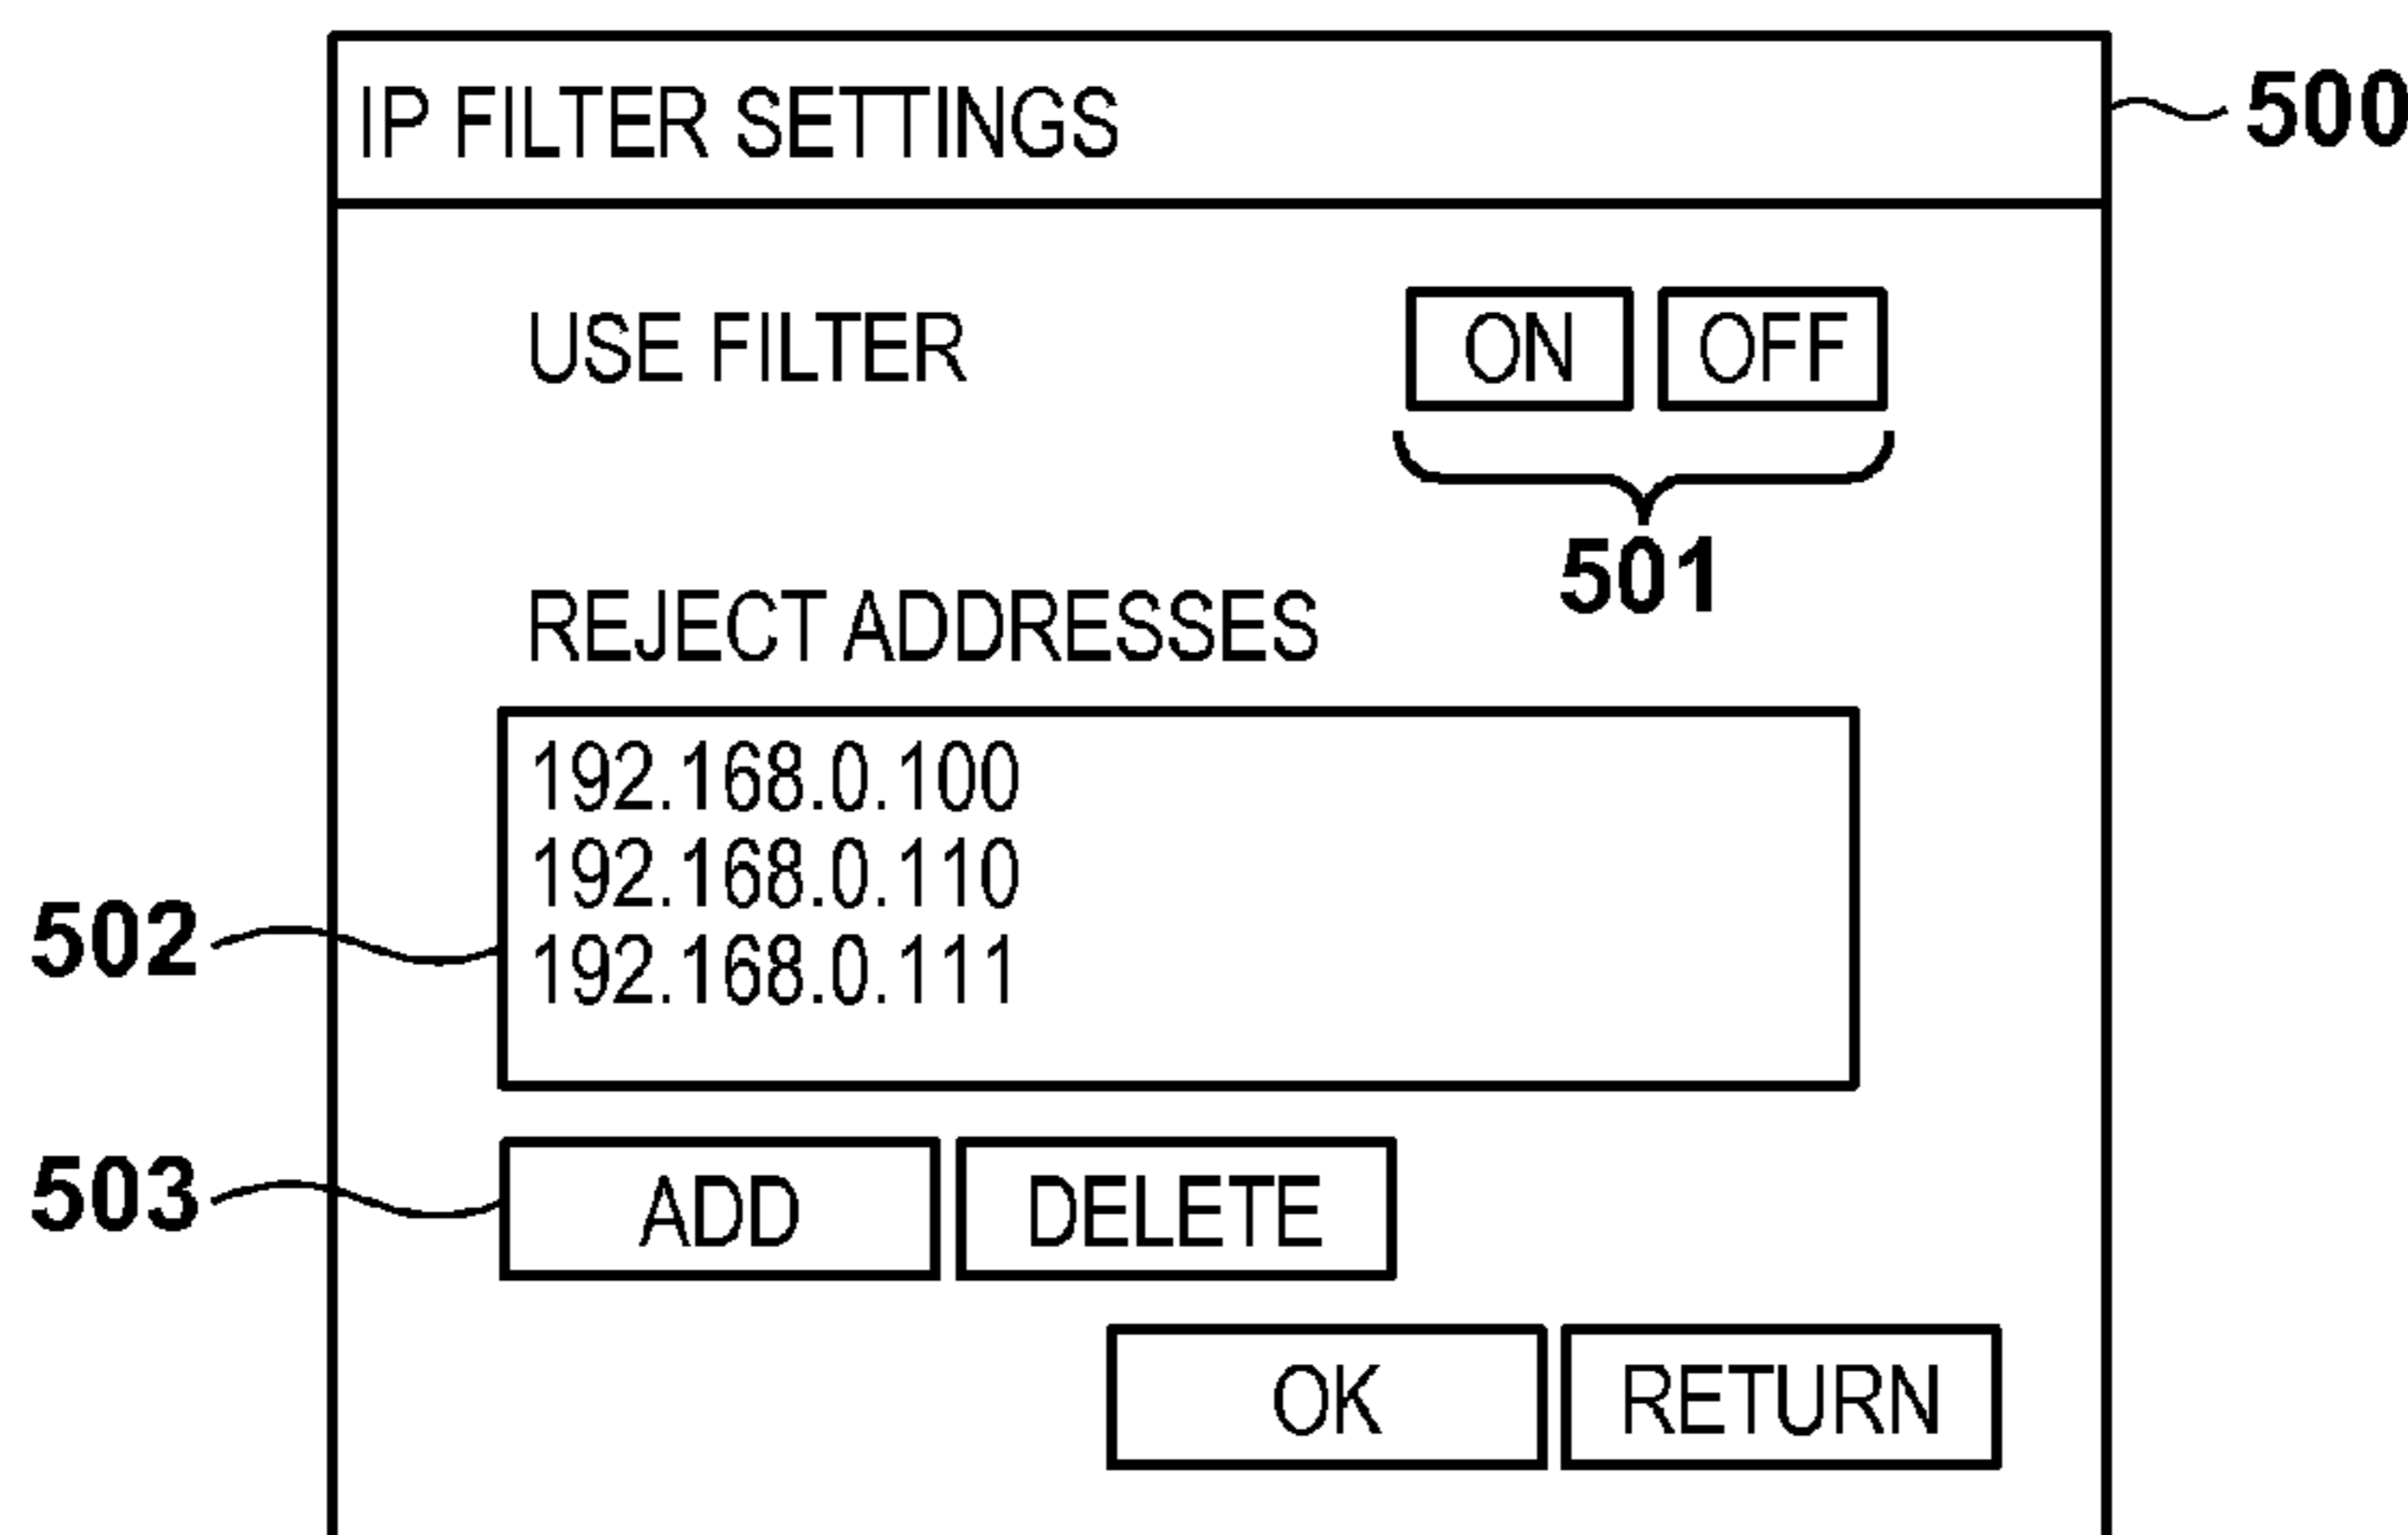 IP FILTER SETTINGS
500
USE FILTER ON OFF
501
REJECT ADDRESSES
192.168.0.100
192.168.0.110
502
192.168.0.111
503 ADD DELETE
OK RETURN